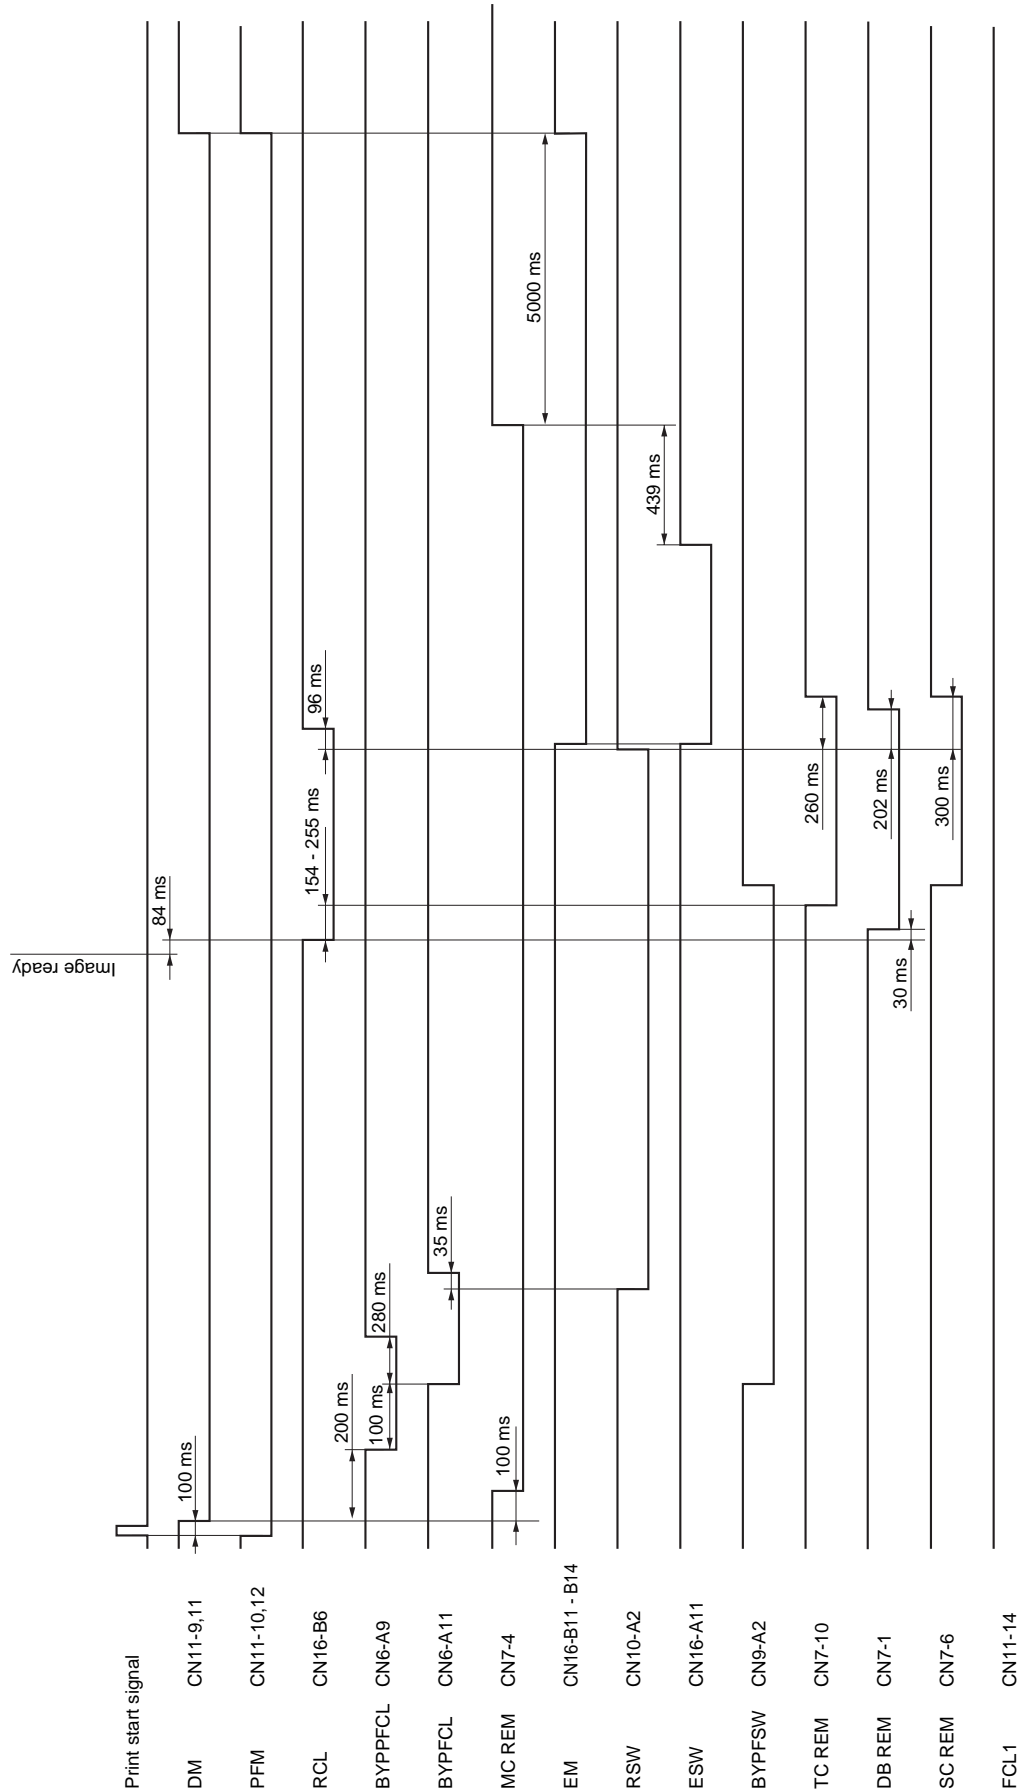 Print start signal
DM CN11-9,11
PFM CN11-10,12
RCL CN16-B6
BYPPFCL CN6-A9
BYPFCL CN6-A11
MC REM CN7-4
EM CN16-B11 - B14
RSW CN10-A2
ESW CN16-A11
BYPFSW CN9-A2
TC REM CN7-10
DB REM CN7-1
SC REM CN7-6
FCL1 CN11-14
Image ready
100 ms
84 ms
154 - 255 ms
96 ms
200 ms
100 ms
280 ms
35 ms
100 ms
5000 ms
439 ms
260 ms
30 ms
202 ms
300 ms